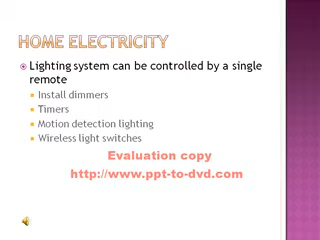 HOME ELECTRICITY
Lighting system can be controlled by a single
remote
Install dimmers
Timers
Motion detection lighting
Wireless light switches
Evaluation copy
http://www.ppt-to-dvd.com